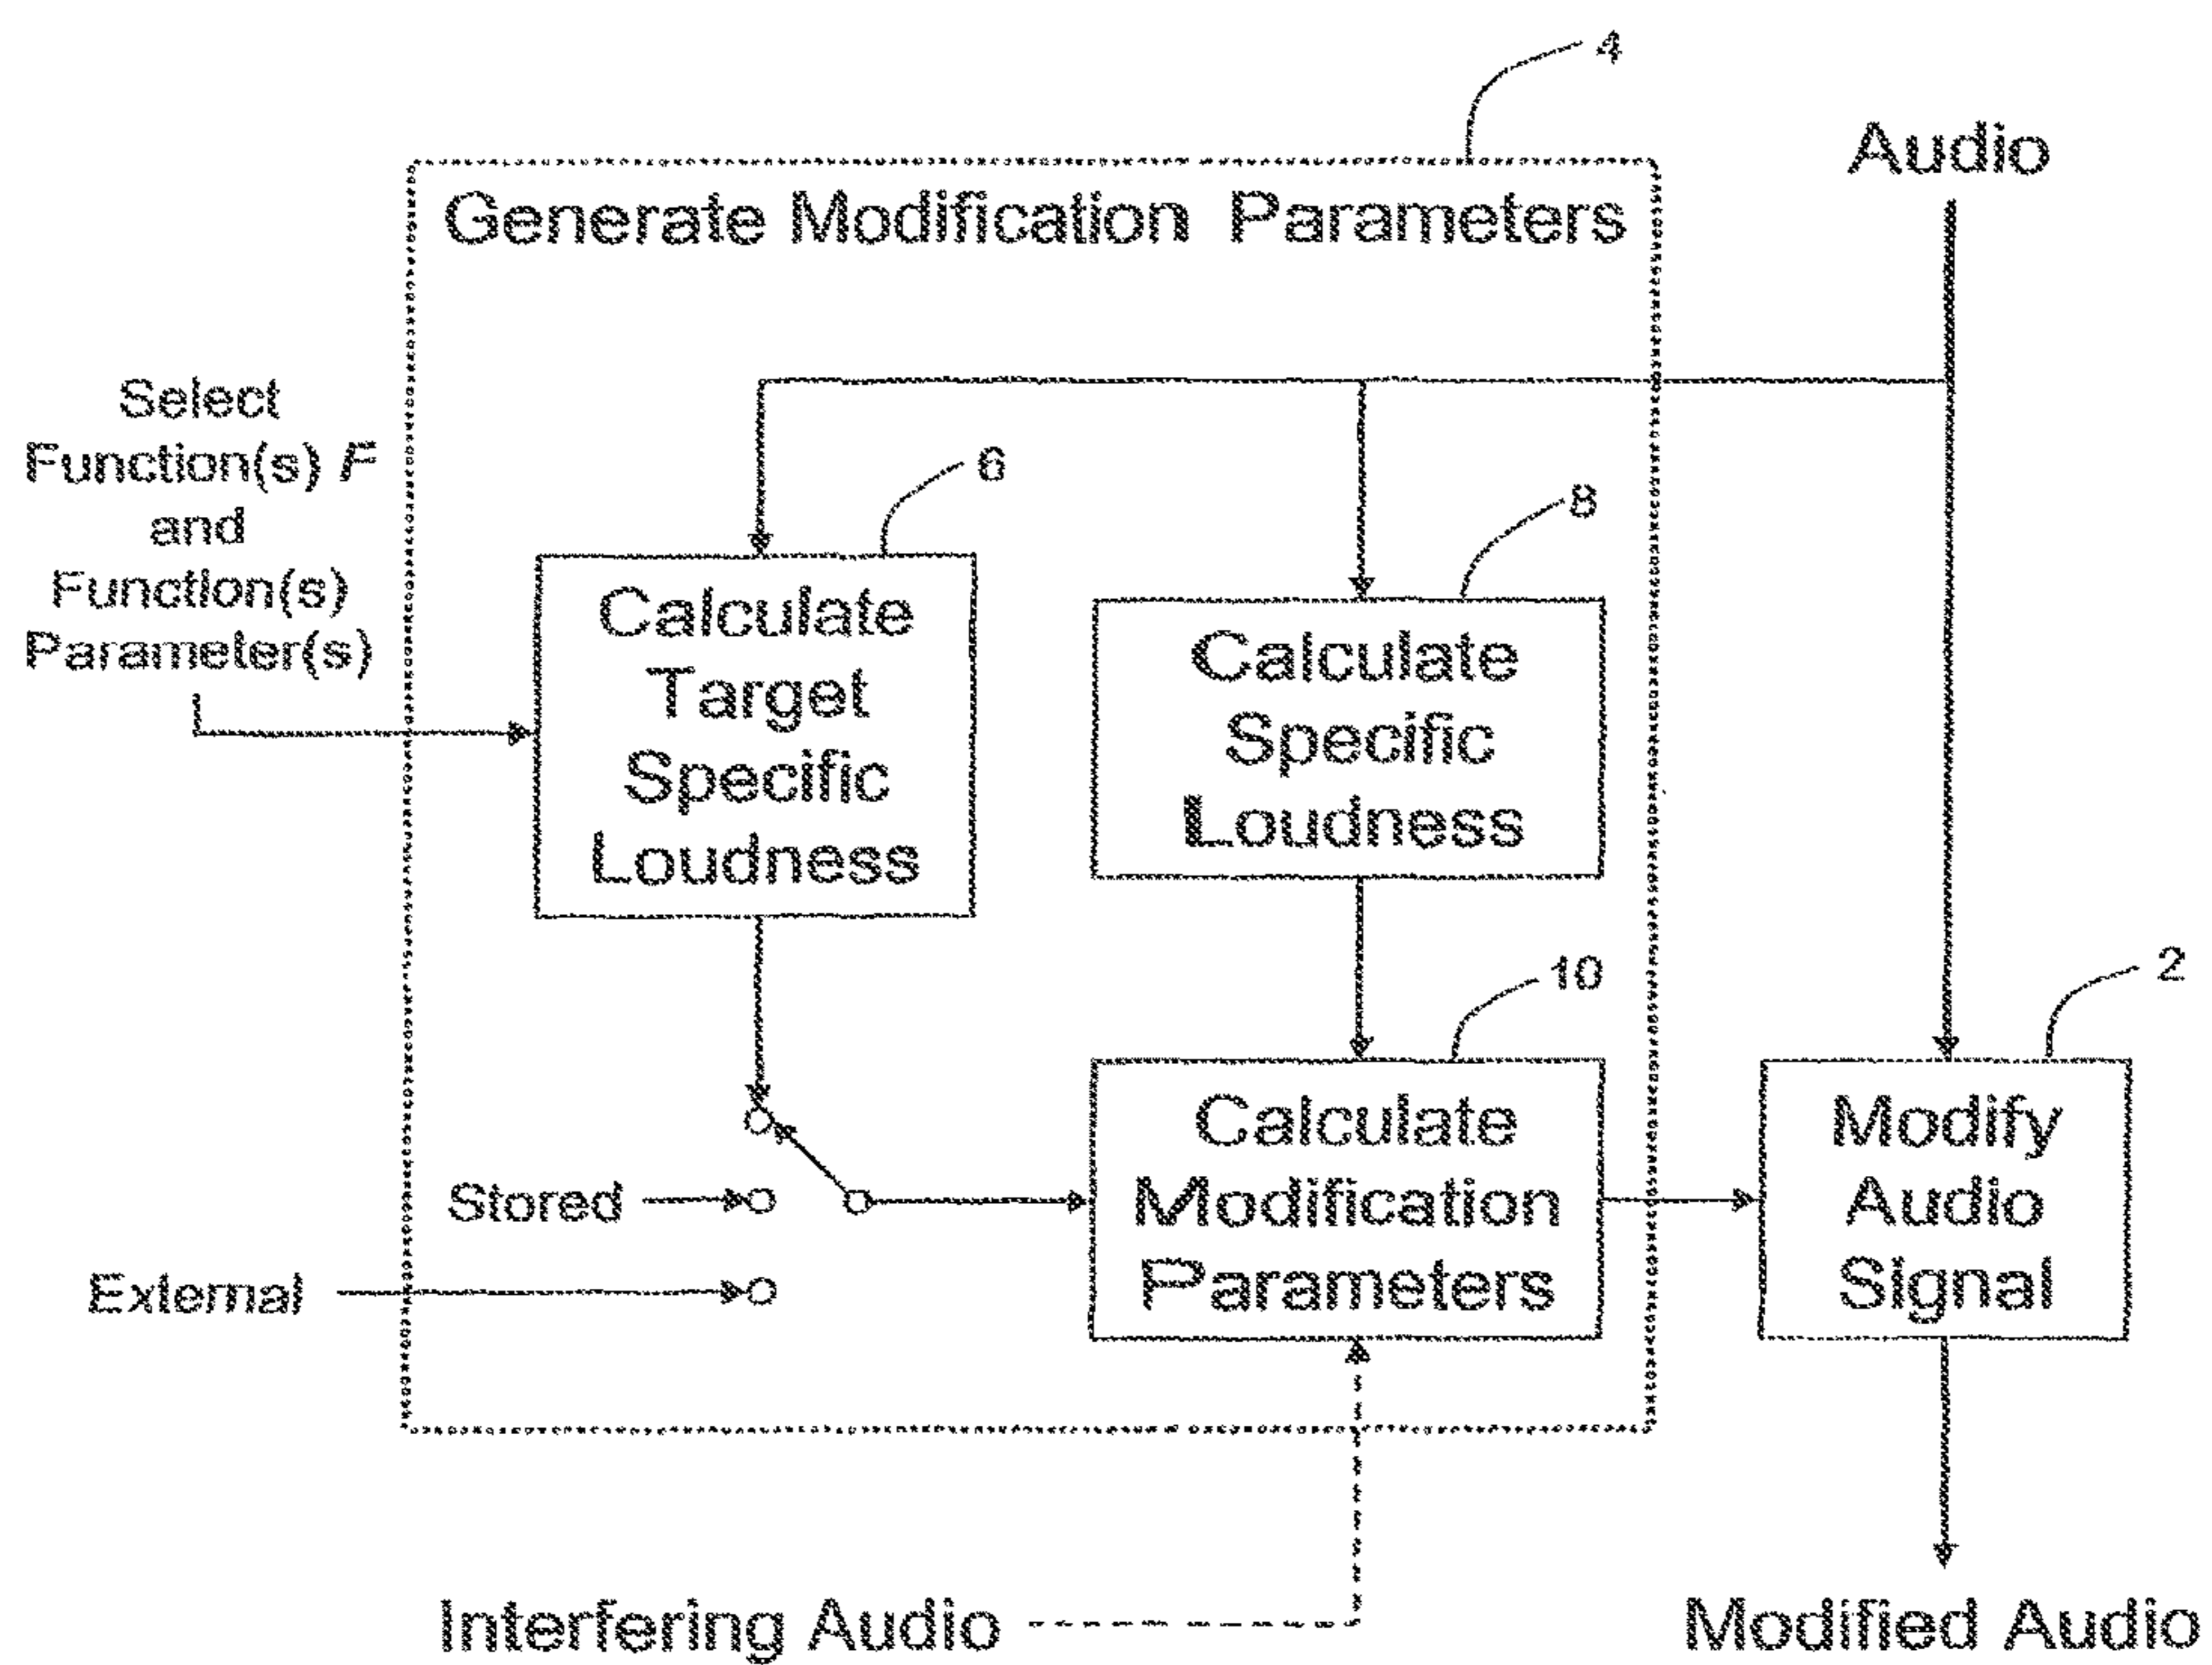 4
Audio
Generate Modification Parameters
Select
Function(s) F
and
Function(s)
Parameter(s)
6
8
Calculate
Target
Specific
Loudness
Calculate
Specific
Loudness
10
2
Calculate
Modification
Parameters
Modify
Audio
Signal
Stored
External
Interfering Audio
Modified Audio